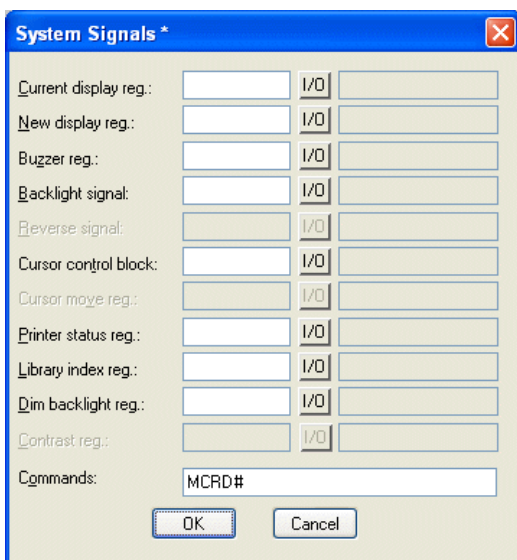 System Signals *
Current display reg.: I/O
New display reg.: I/O
Buzzer reg.: I/O
Backlight signal: I/O
Reverse signal: I/O
Cursor control block: I/O
Cursor move reg.: I/O
Printer status reg.: I/O
Library index reg.: I/O
Dim backlight reg.: I/O
Contrast reg.: I/O
Commands: MCRD#
OK Cancel